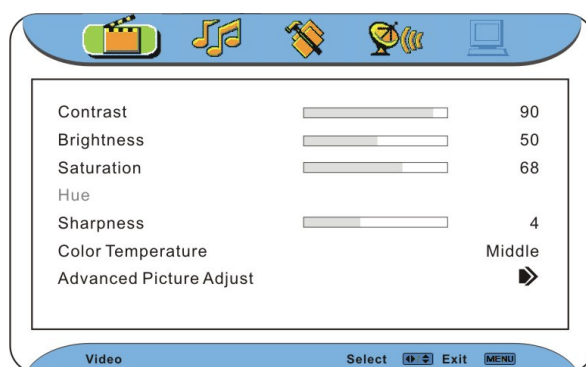 Contrast 90
Brightness 50
Saturation 68
Hue
Sharpness 4
Color Temperature Middle
Advanced Picture Adjust
Video Select Exit MENU